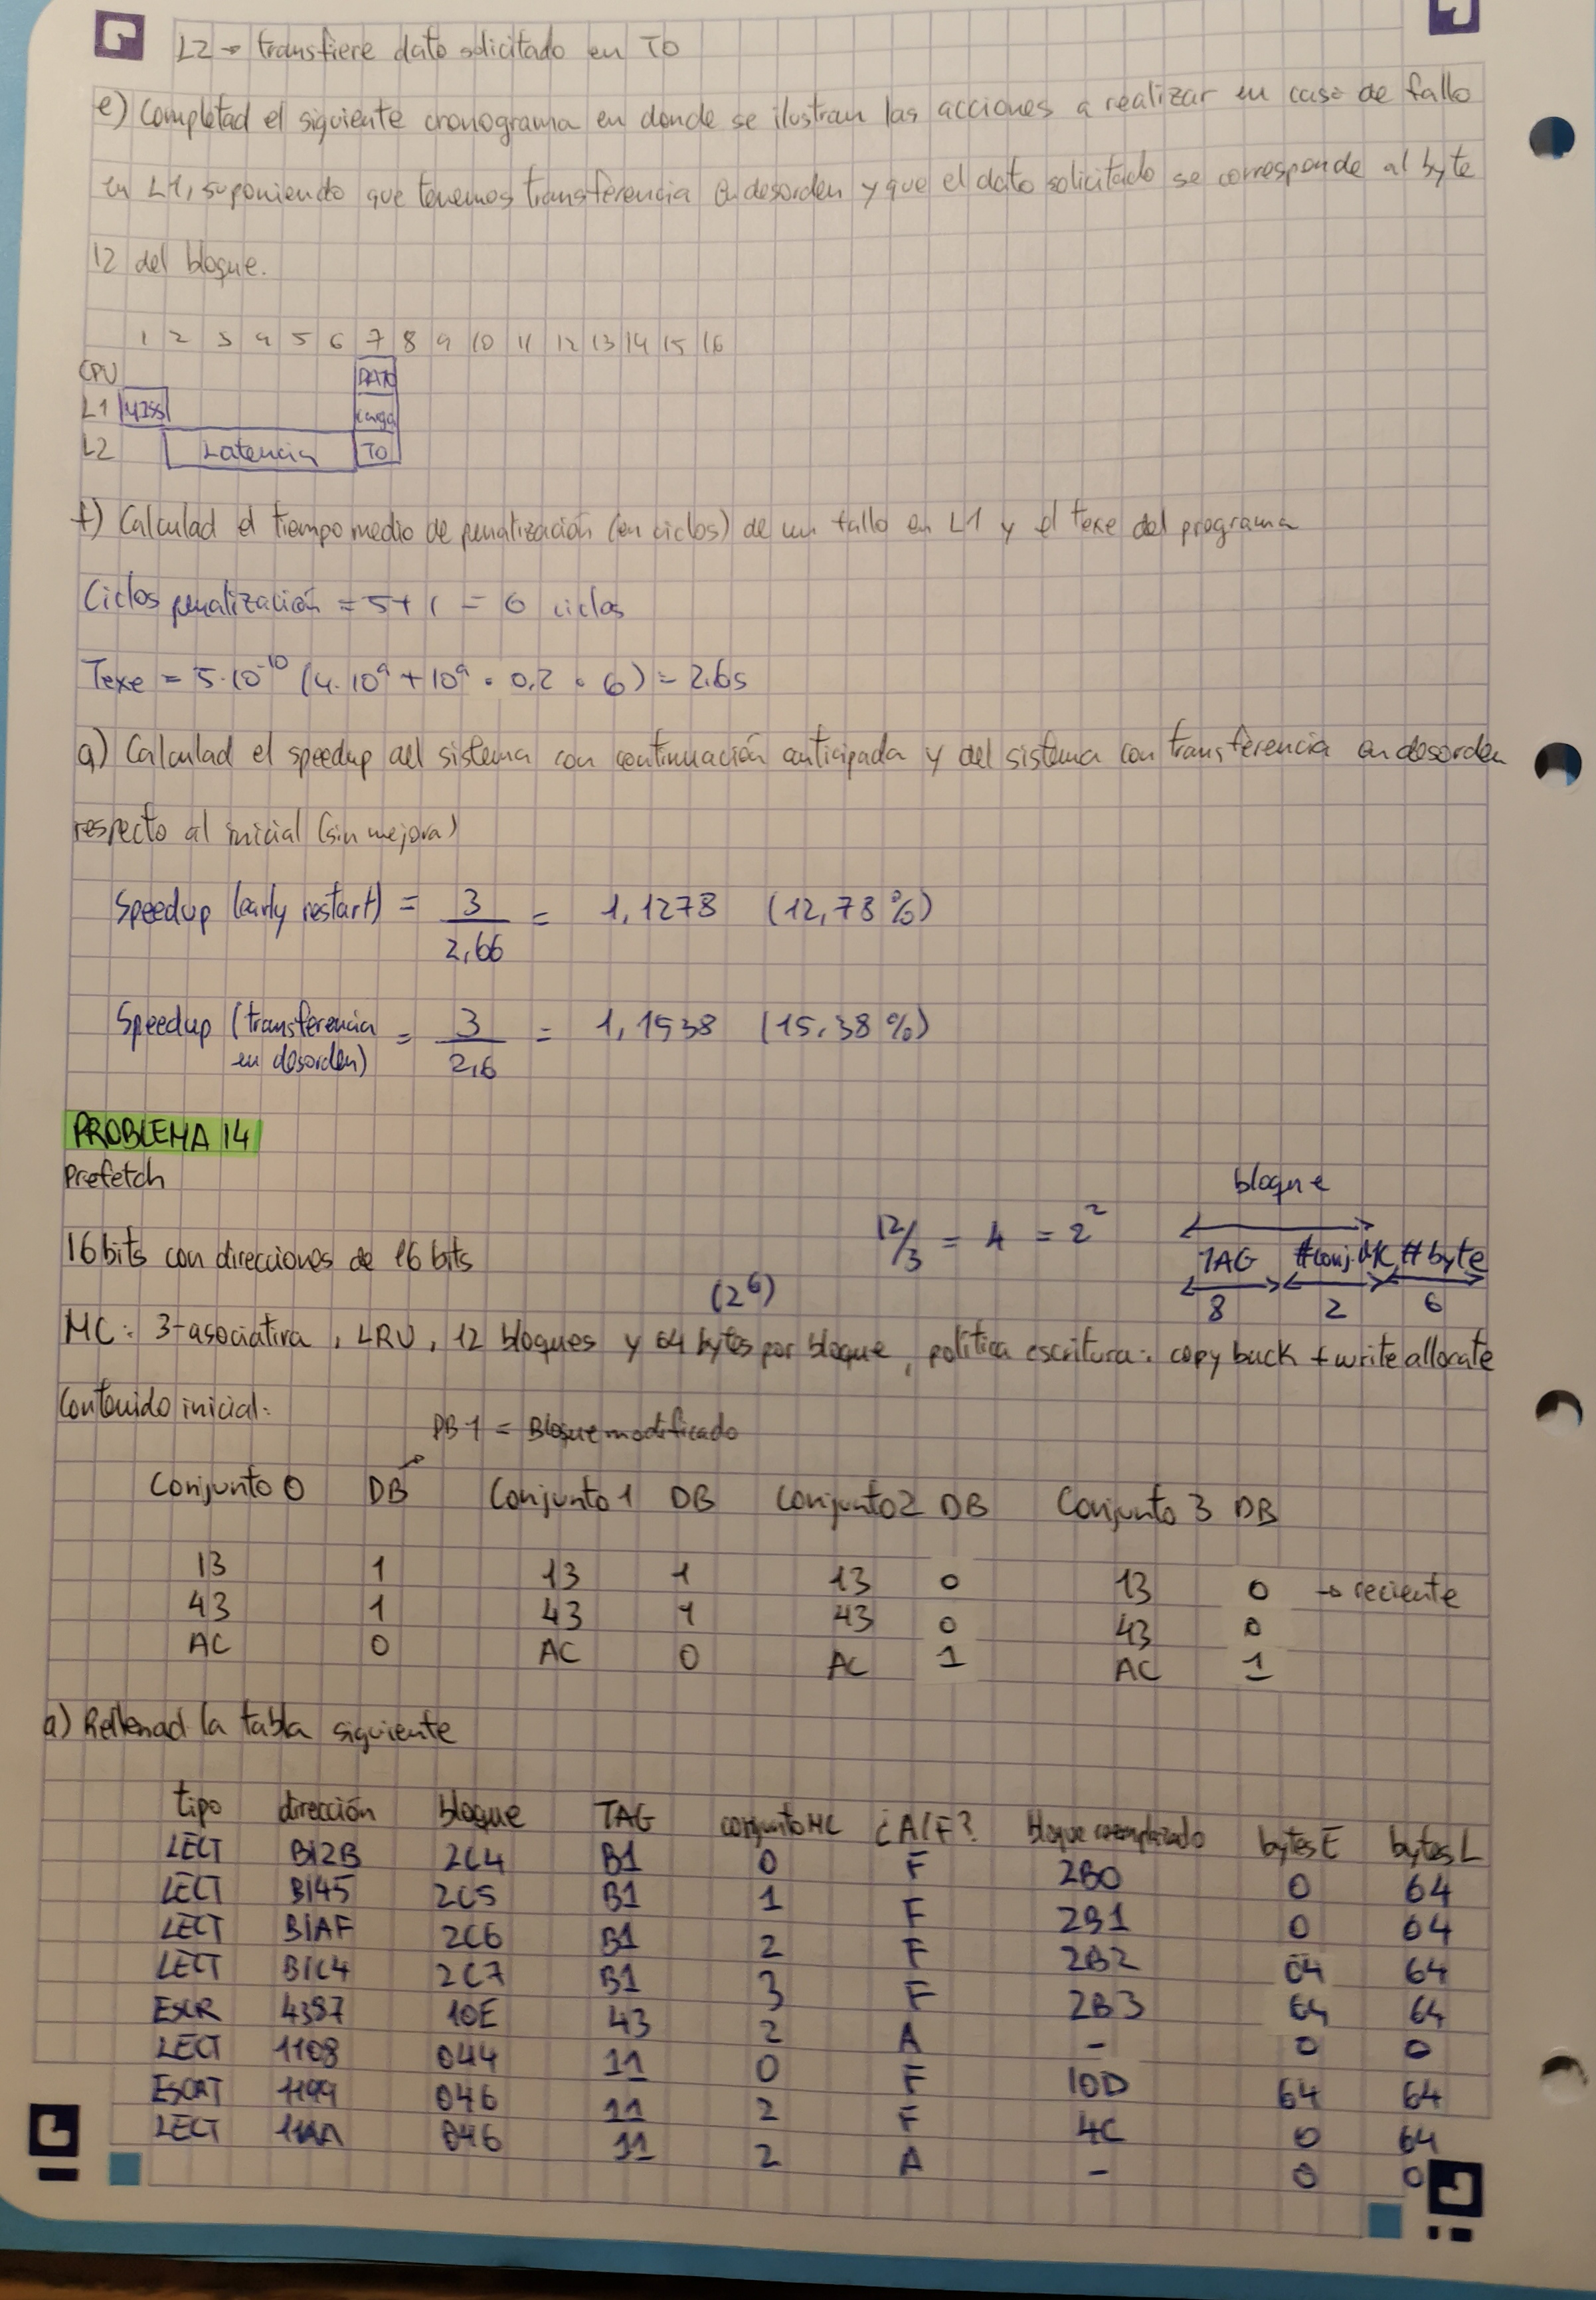 L2 → transfiere dato solicitado en T0
e) Completad el siguiente cronograma en donde se ilustran las acciones a realizar en caso de fallo
en L1, suponiendo que tenemos transferencia en desorden y que el dato solicitado se corresponde al byte
12 del bloque.
1 2 3 4 5 6 7 8 9 10 11 12 13 14 15 16
CPU DATO
L1 MISS carga
L2 Latencia T0
f) Calculad el tiempo medio de penalización (en ciclos) de un fallo en L1 y el texe del programa
Ciclos penalización = 5+1 = 6 ciclos
Texe = 5·10^-10 (4·10^9 + 10^9 · 0,2 · 6) = 2.6s
g) Calculad el speedup del sistema con continuación anticipada y del sistema con transferencia en desorden
respecto al inicial (sin mejora)
Speedup (early restart) = 3/2,66 = 1,1278 (12,78%)
Speedup (transferencia en desorden) = 3/2,6 = 1,1538 (15,38%)
PROBLEMA 14
Prefetch
bloque
16 bits con direcciones de 16 bits
12/3 = 4 = 2^2
TAG #conj.MC #byte
8 2 6
(2^6)
MC: 3-asociativa, LRU, 12 bloques y 64 bytes por bloque, política escritura: copy back + write allocate
Contenido inicial:
DB 1 = Bloque modificado
Conjunto 0 DB Conjunto 1 DB Conjunto 2 DB Conjunto 3 DB
13 1 13 1 13 0 13 0 → reciente
43 1 43 1 43 0 43 0
AC 0 AC 0 AC 1 AC 1
a) Rellenad la tabla siguiente
tipo dirección bloque TAG conjunto MC ¿A/F? bloque reemplazado bytes E bytes L
LECT B12B 2C4 B1 0 F 2B0 0 64
LECT B145 2C5 B1 1 F 2B1 0 64
LECT B1AF 2C6 B1 2 F 2B2 64 64
LECT B1C4 2C7 B1 3 F 2B3 64 64
ESCR 4397 10E 43 2 A - 0 0
LECT 1108 044 11 0 F 10D 64 64
ESCRT 1199 046 11 2 F 4C 0 64
LECT 11AA 046 11 2 A - 0 0